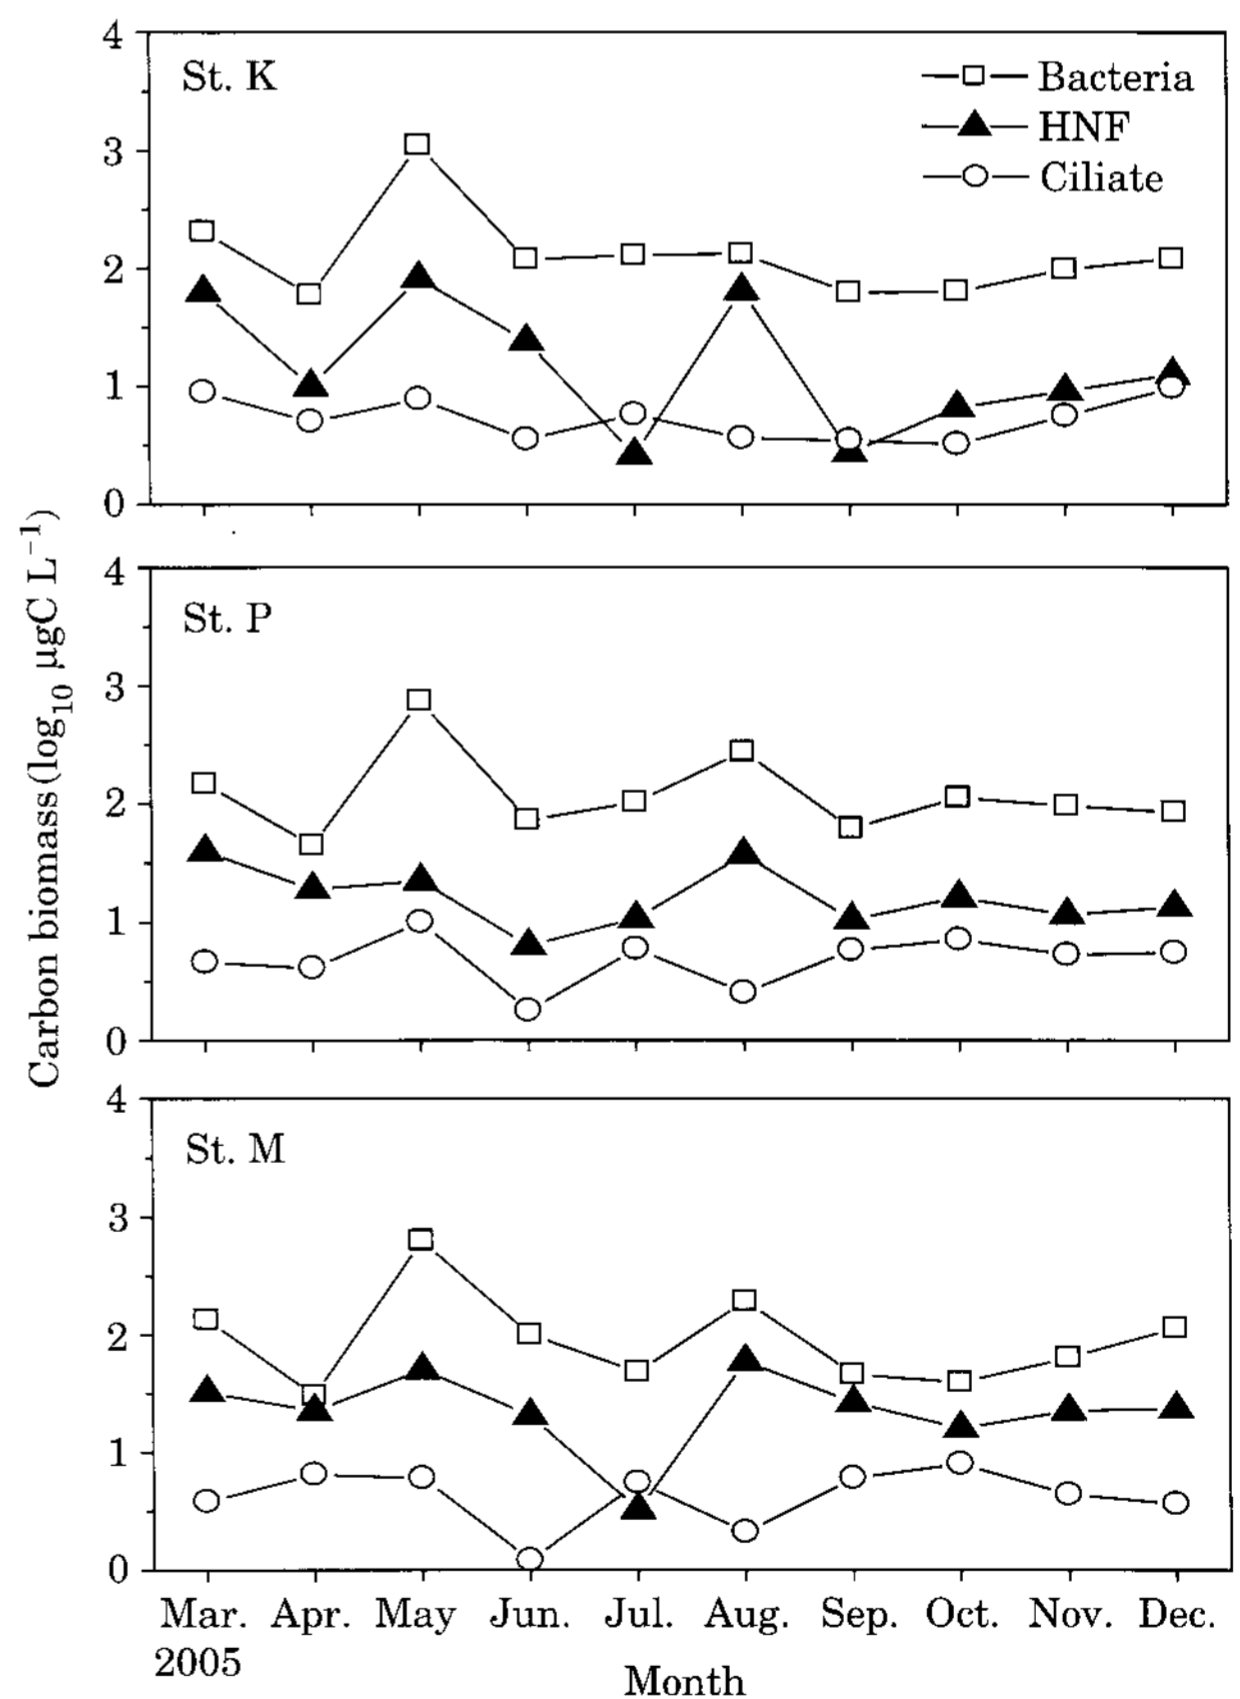 Carbon biomass (log₁₀ µgC L⁻¹)
St. K
Bacteria
HNF
Ciliate
4
3
2
1
0
St. P
4
3
2
1
0
St. M
4
3
2
1
0
Mar. Apr. May Jun. Jul. Aug. Sep. Oct. Nov. Dec.
2005
Month